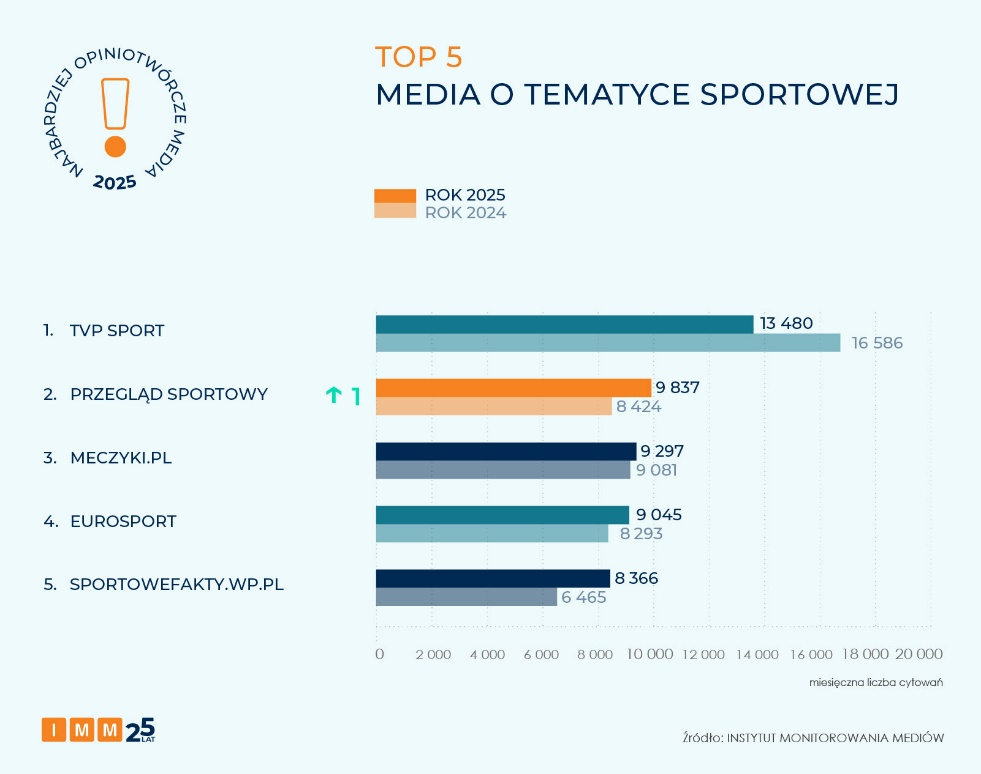 NAJBARDZIEJ OPINIOTWÓRCZE MEDIA
2025
TOP 5
MEDIA O TEMATYCE SPORTOWEJ
ROK 2025
ROK 2024
1. TVP SPORT 13 480
16 586
2. PRZEGLĄD SPORTOWY ↑ 1 9 837
8 424
3. MECZYKI.PL 9 297
9 081
4. EUROSPORT 9 045
8 293
5. SPORTOWEFAKTY.WP.PL 8 366
6 465
0 2 000 4 000 6 000 8 000 10 000 12 000 14 000 16 000 18 000 20 000
miesięczna liczba cytowań
IMM 25 LAT
Źródło: INSTYTUT MONITOROWANIA MEDIÓW